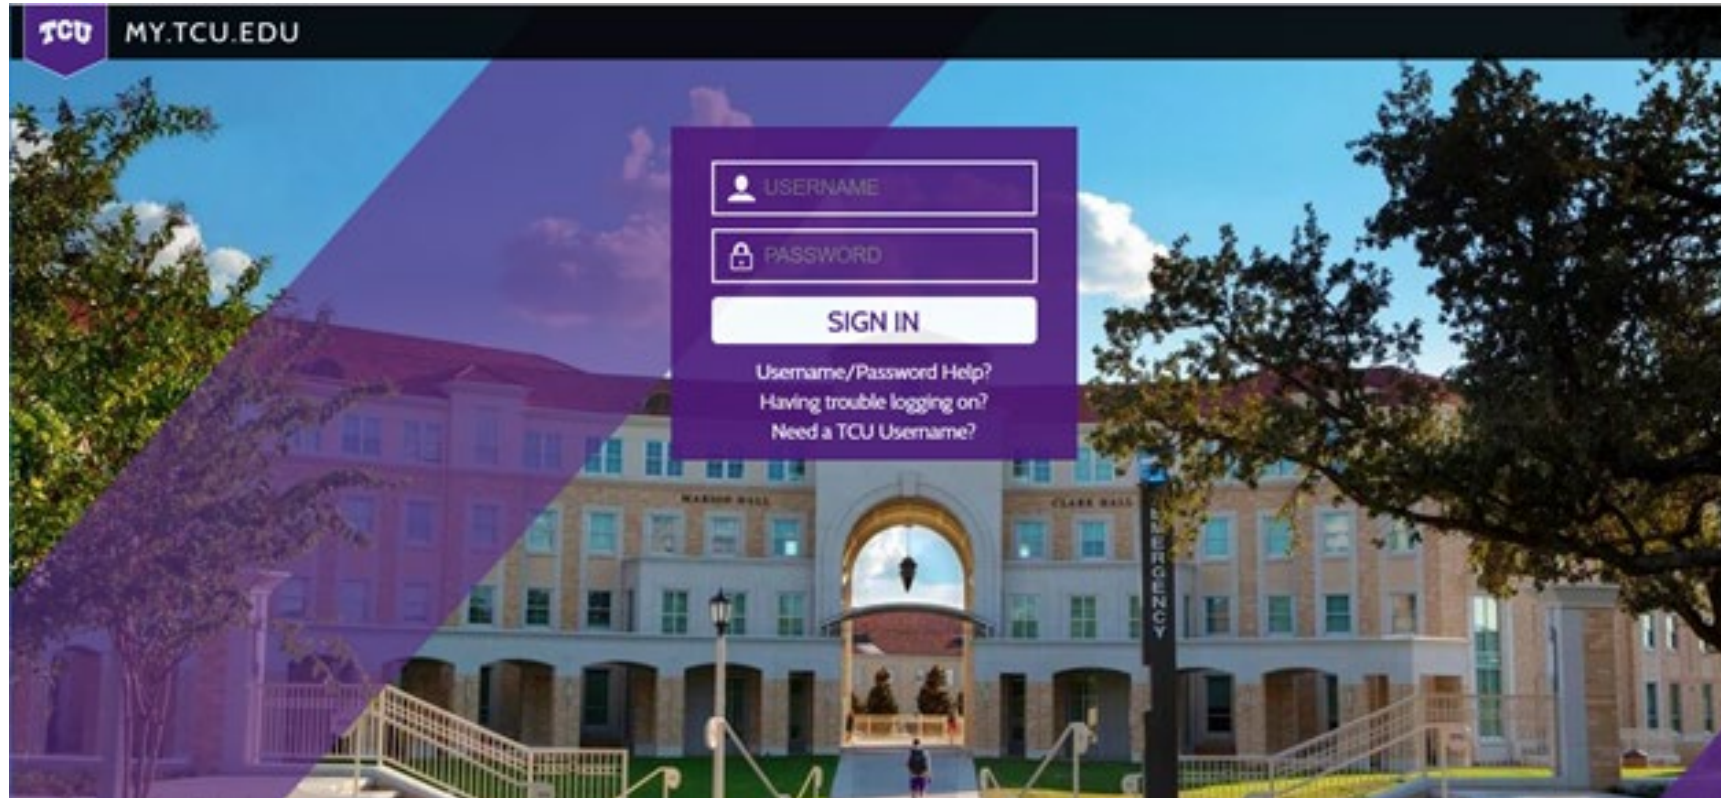 TCU MY.TCU.EDU
USERNAME
PASSWORD
SIGN IN
Username/Password Help?
Having trouble logging on?
Need a TCU Username?
MARION HALL
CLARK HALL
EMERGENCY